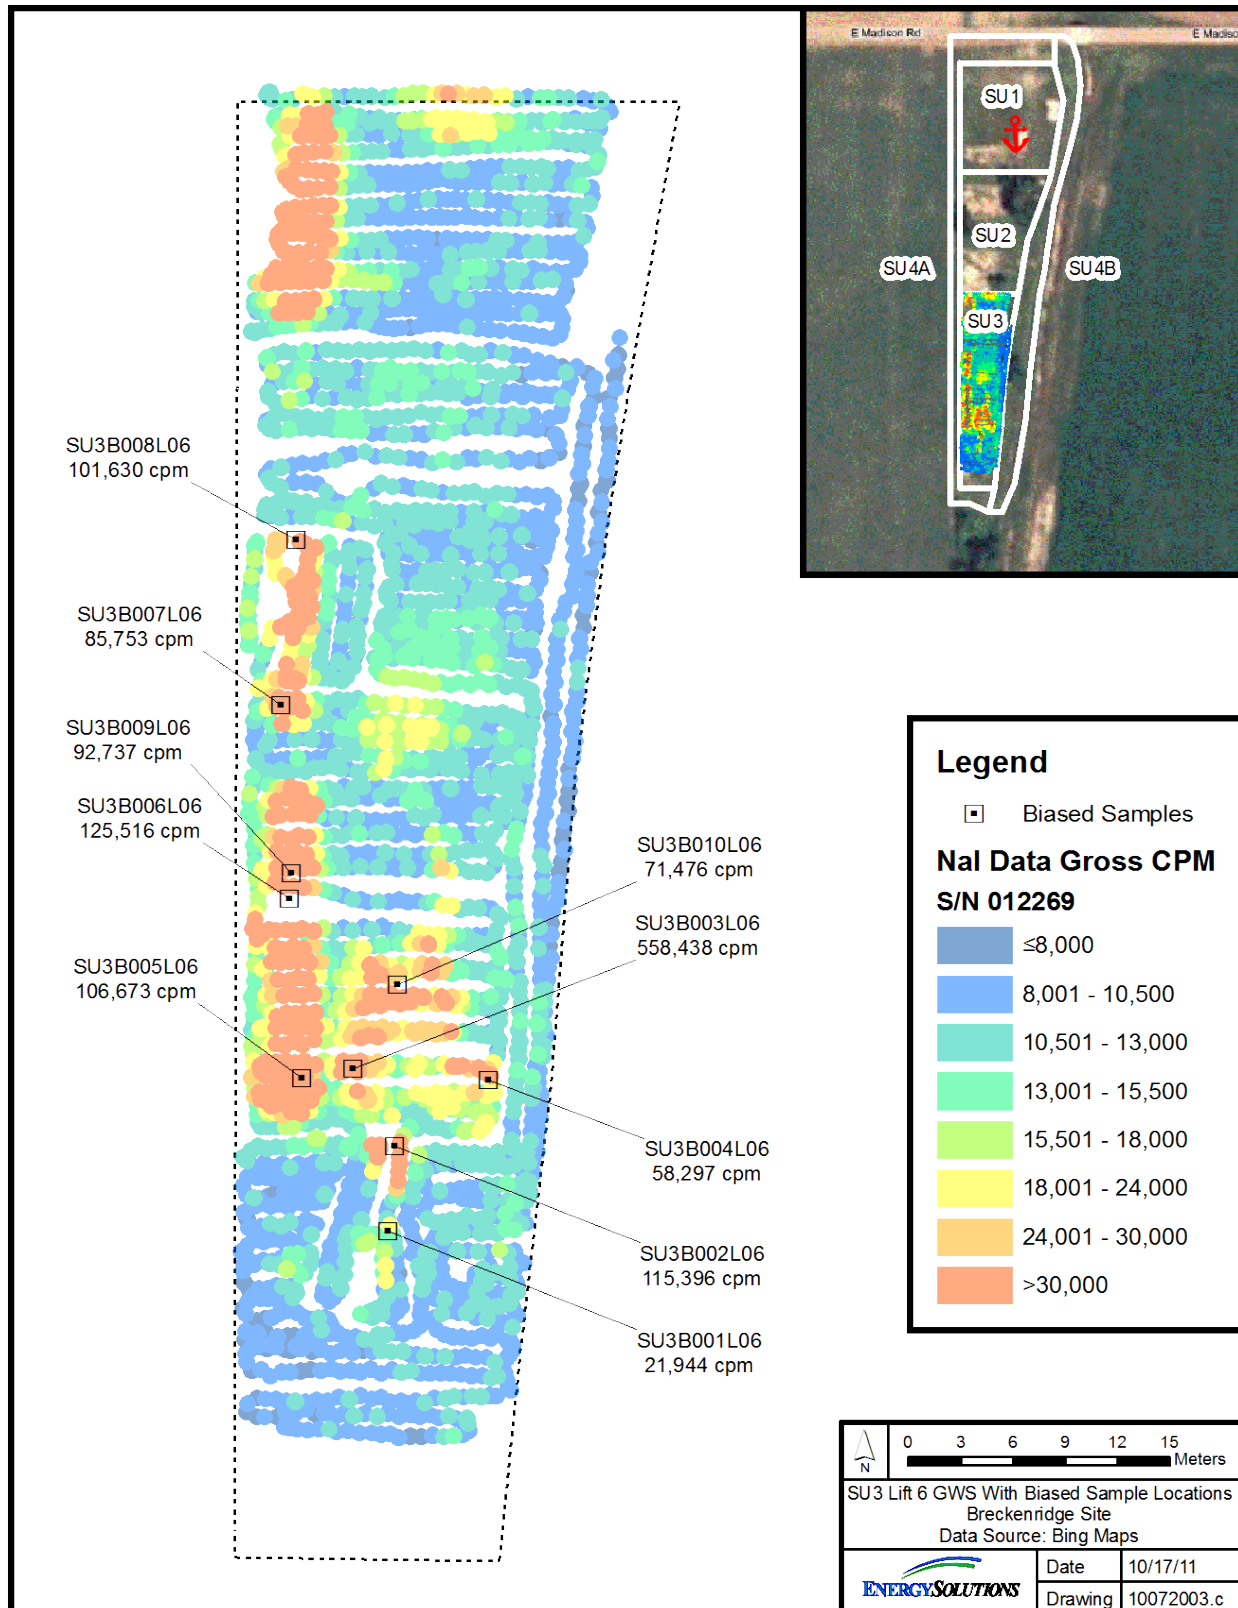 E Madison Rd
E Madiso
SU1
SU2
SU4A
SU4B
SU3
SU3B008L06
101,630 cpm
SU3B007L06
85,753 cpm
SU3B009L06
92,737 cpm
SU3B006L06
125,516 cpm
SU3B005L06
106,673 cpm
SU3B010L06
71,476 cpm
SU3B003L06
558,438 cpm
SU3B004L06
58,297 cpm
SU3B002L06
115,396 cpm
SU3B001L06
21,944 cpm
Legend
Biased Samples
NaI Data Gross CPM
S/N 012269
≤8,000
8,001 - 10,500
10,501 - 13,000
13,001 - 15,500
15,501 - 18,000
18,001 - 24,000
24,001 - 30,000
>30,000
N
0 3 6 9 12 15
Meters
SU3 Lift 6 GWS With Biased Sample Locations
Breckenridge Site
Data Source: Bing Maps
ENERGYSOLUTIONS
Date 10/17/11
Drawing 10072003.c